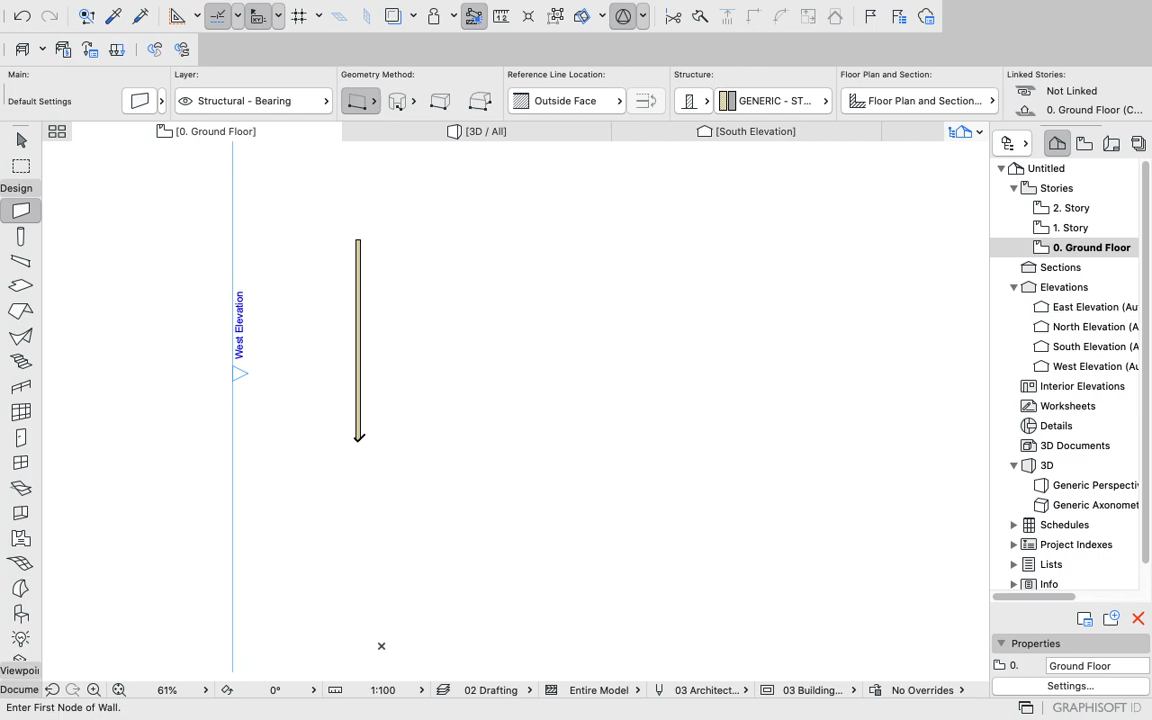 Main:
Layer:
Geometry Method:
Reference Line Location:
Structure:
Floor Plan and Section:
Linked Stories:
Default Settings
Structural - Bearing
Outside Face
GENERIC - ST...
Floor Plan and Section...
Not Linked
0. Ground Floor (C...
[0. Ground Floor]
[3D / All]
[South Elevation]
Design
Untitled
Stories
2. Story
1. Story
0. Ground Floor
Sections
Elevations
East Elevation (Au
North Elevation (A
South Elevation (A
West Elevation (Au
Interior Elevations
Worksheets
Details
3D Documents
3D
Generic Perspecti
Generic Axonomet
Schedules
Project Indexes
Lists
Info
West Elevation
Properties
0.
Ground Floor
Settings...
Viewpoi
Docume
61%
0°
1:100
02 Drafting
Entire Model
03 Architect...
03 Building...
No Overrides
Enter First Node of Wall.
GRAPHISOFT ID